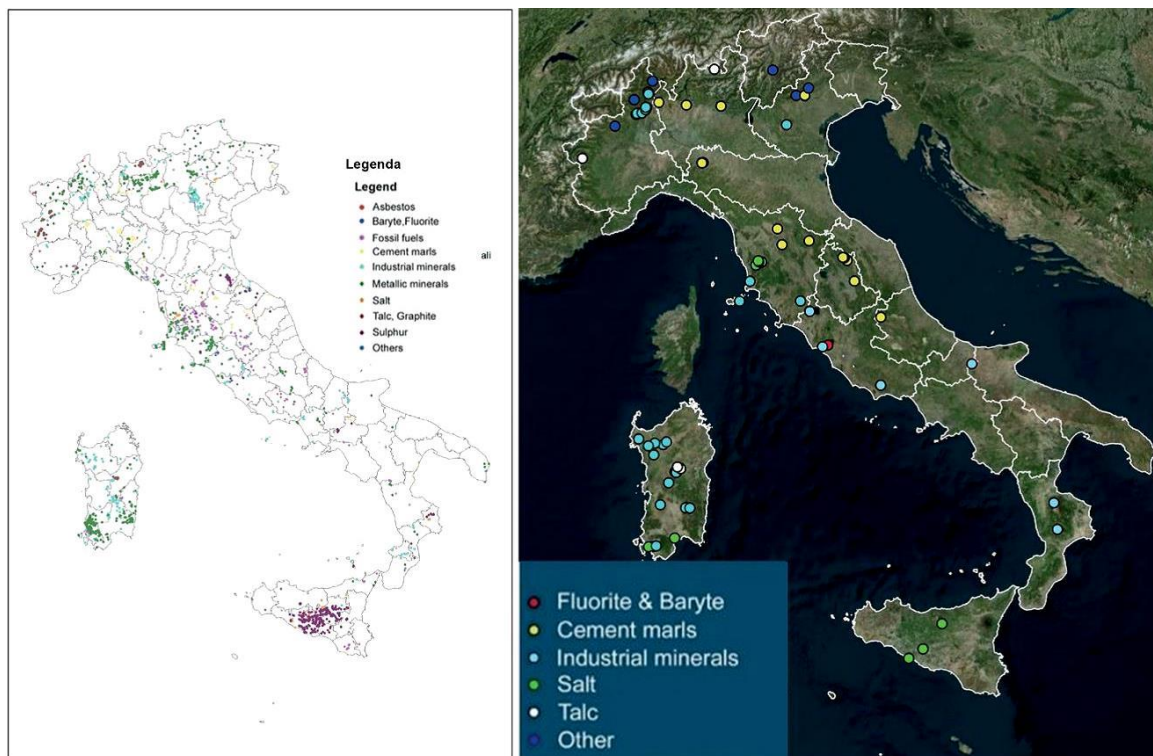 Legenda
Legend
Asbestos
Baryte,Fluorite
Fossil fuels
Cement marls
Industrial minerals
Metallic minerals
Salt
Talc, Graphite
Sulphur
Others
ali
Fluorite & Baryte
Cement marls
Industrial minerals
Salt
Talc
Other